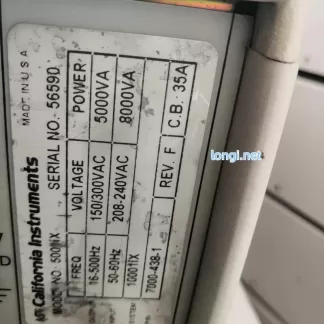 California Instruments
MADE IN U S A
MODEL NO: 5001iX SERIAL NO. 56590
FREQ VOLTAGE POWER
16-500Hz 150/300VAC 5000VA
50-60Hz 208-240VAC 8000VA
10001iX
7000-438-1 REV. F C.B. 35A
longi.net